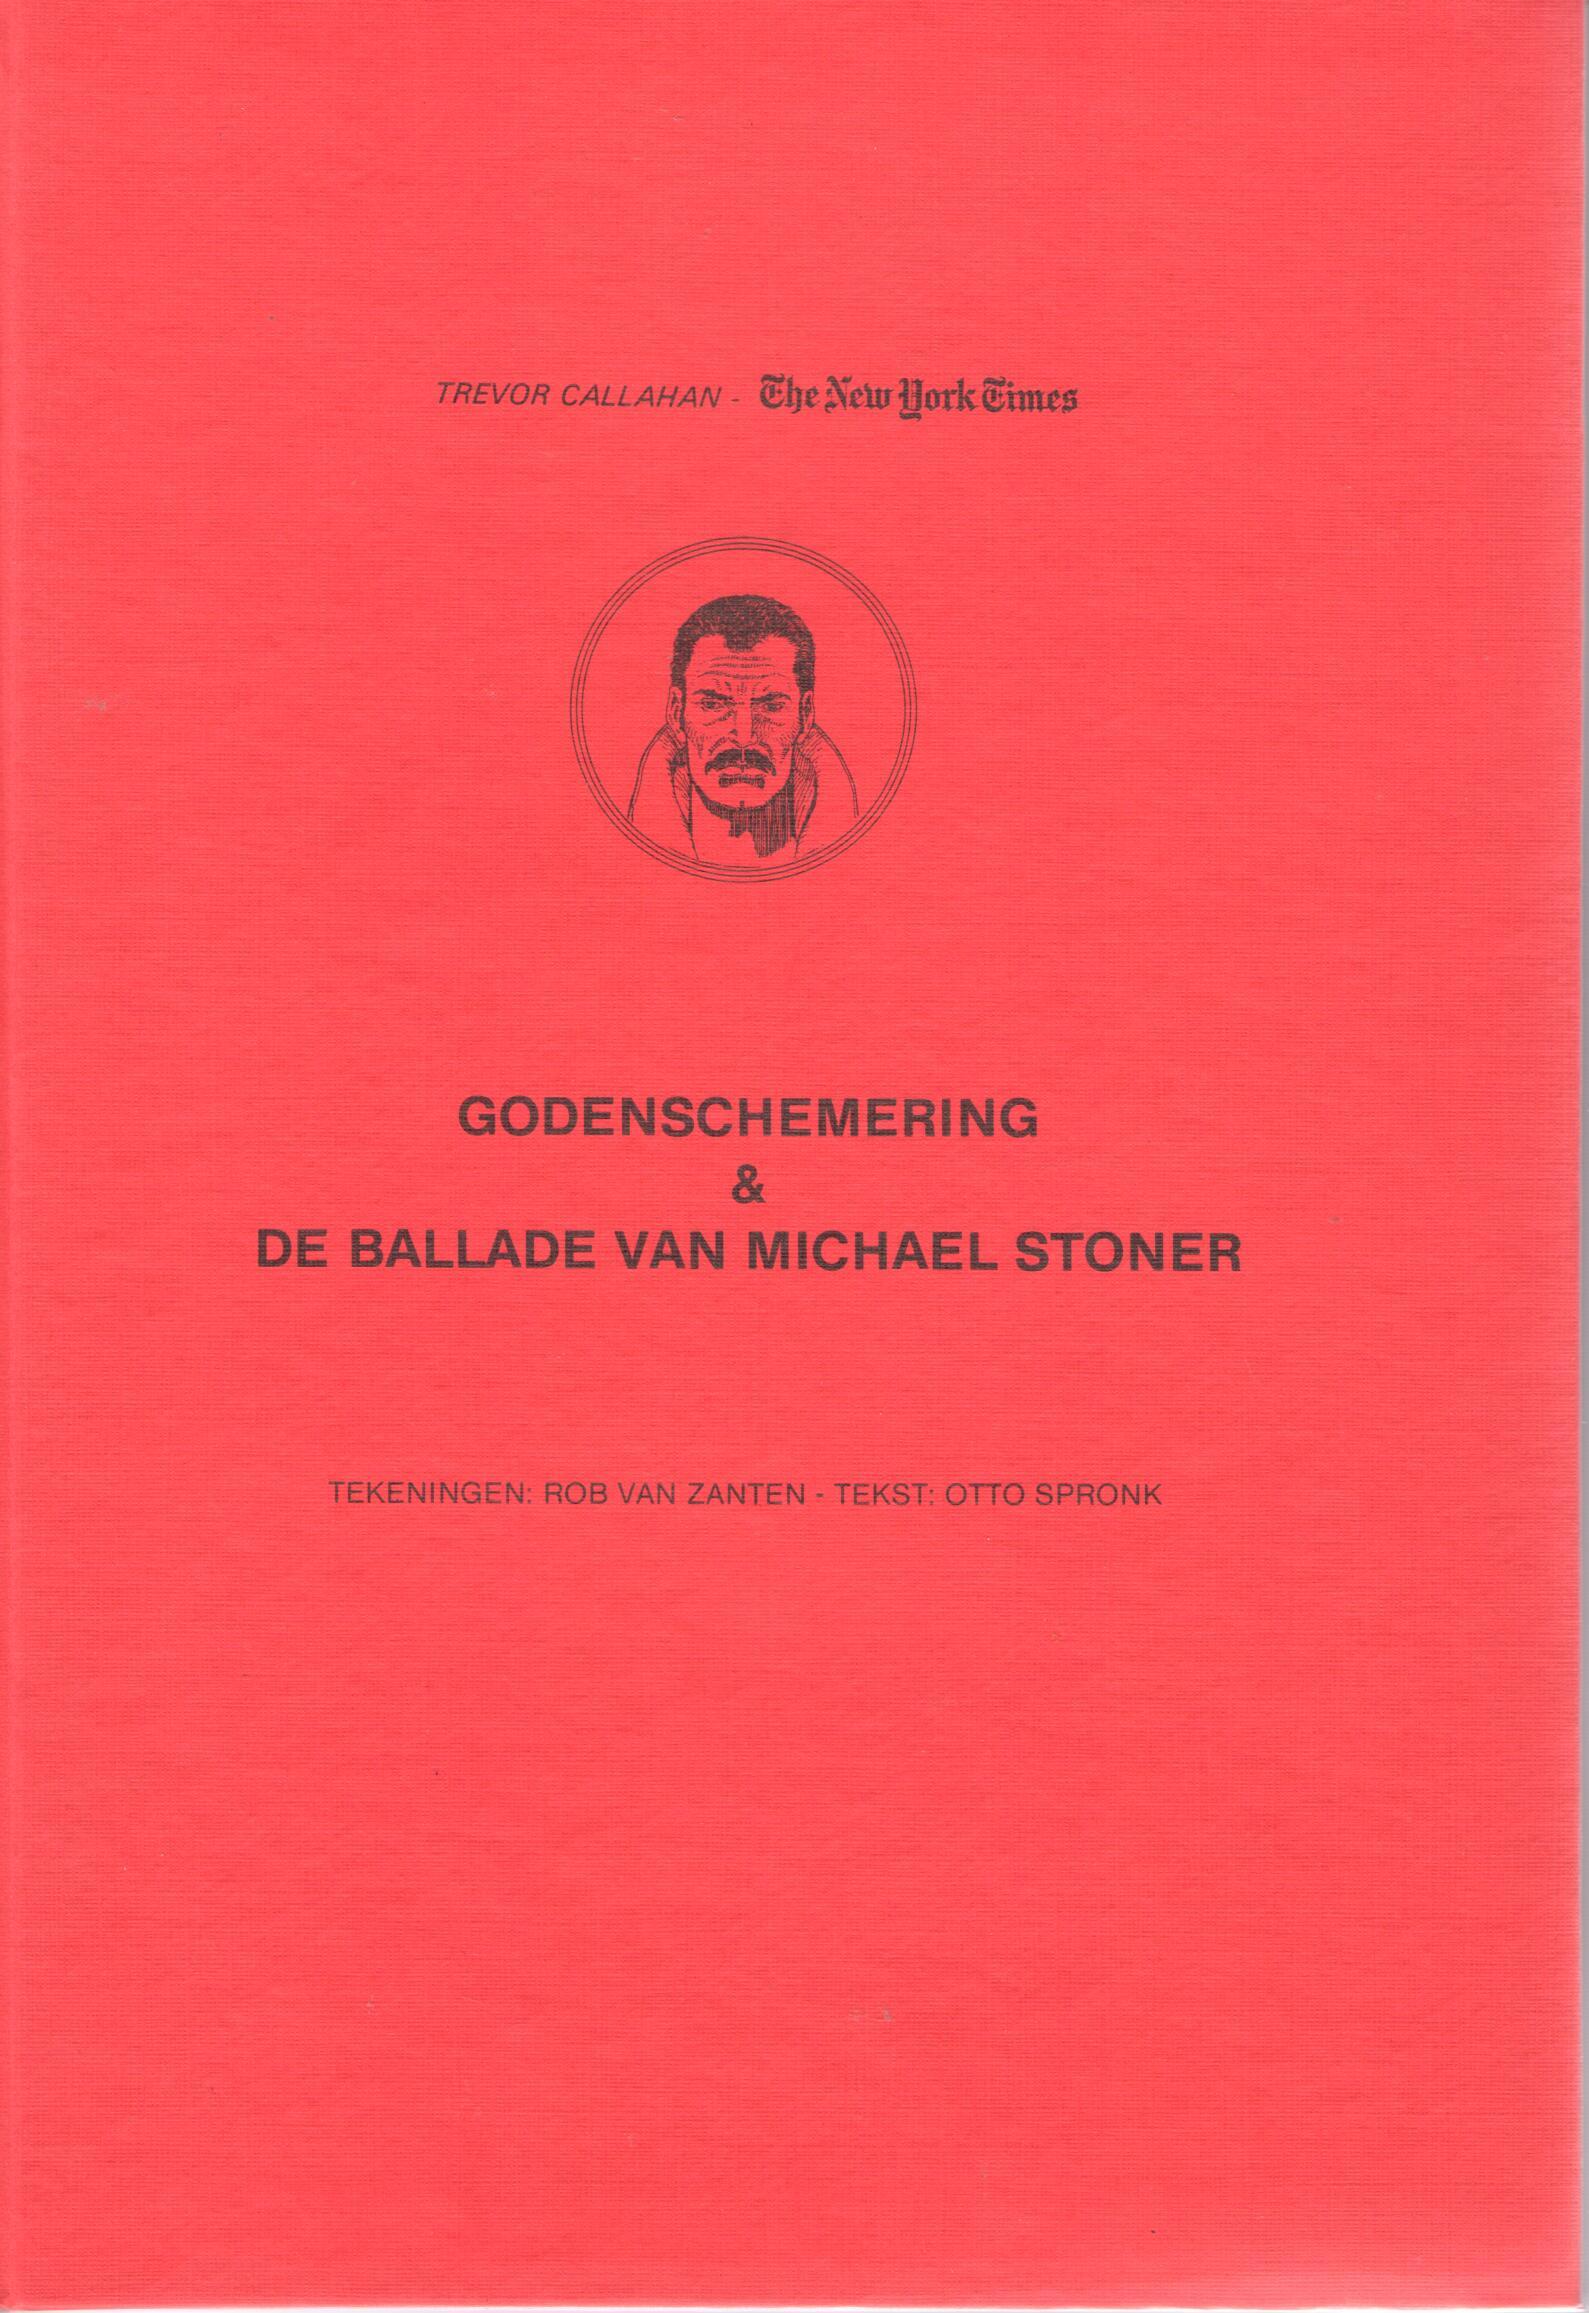 TREVOR CALLAHAN - The New York Times
GODENSCHEMERING
&
DE BALLADE VAN MICHAEL STONER
TEKENINGEN: ROB VAN ZANTEN - TEKST: OTTO SPRONK